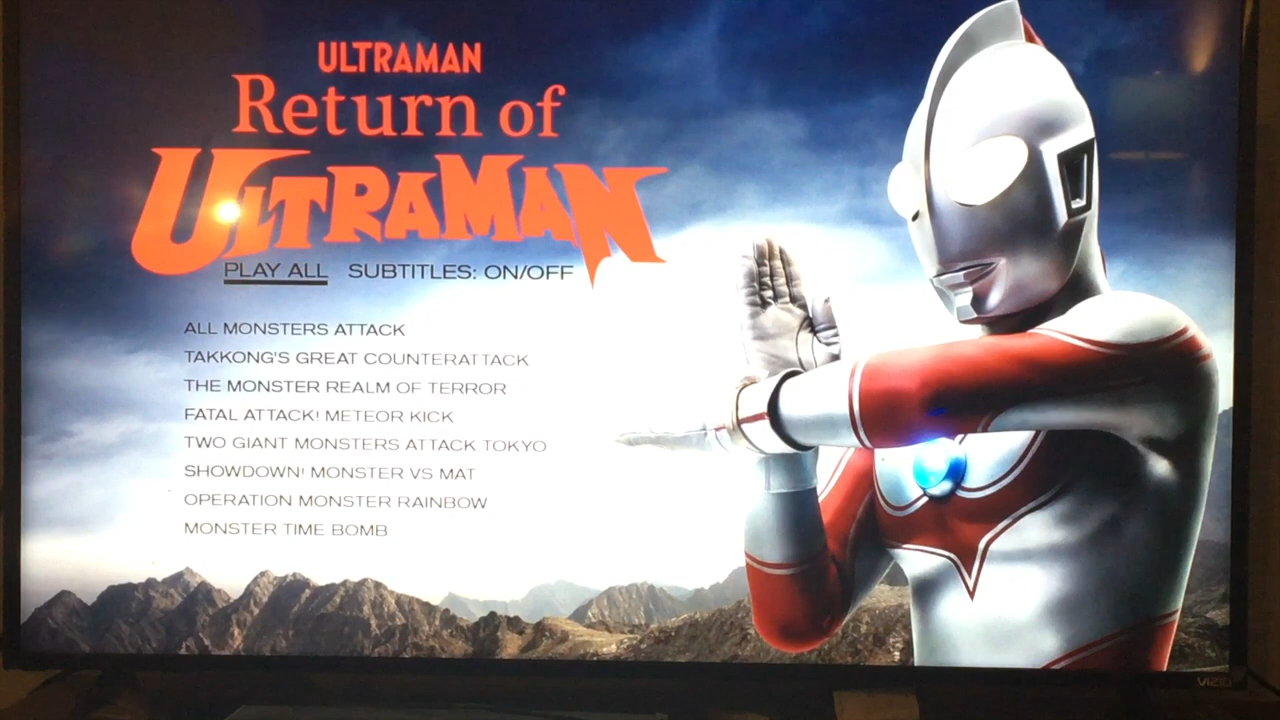 ULTRAMAN
Return of
ULTRAMAN
PLAY ALL SUBTITLES: ON/OFF
ALL MONSTERS ATTACK
TAKKONG'S GREAT COUNTERATTACK
THE MONSTER REALM OF TERROR
FATAL ATTACK! METEOR KICK
TWO GIANT MONSTERS ATTACK TOKYO
SHOWDOWN! MONSTER VS MAT
OPERATION MONSTER RAINBOW
MONSTER TIME BOMB
VIZIO